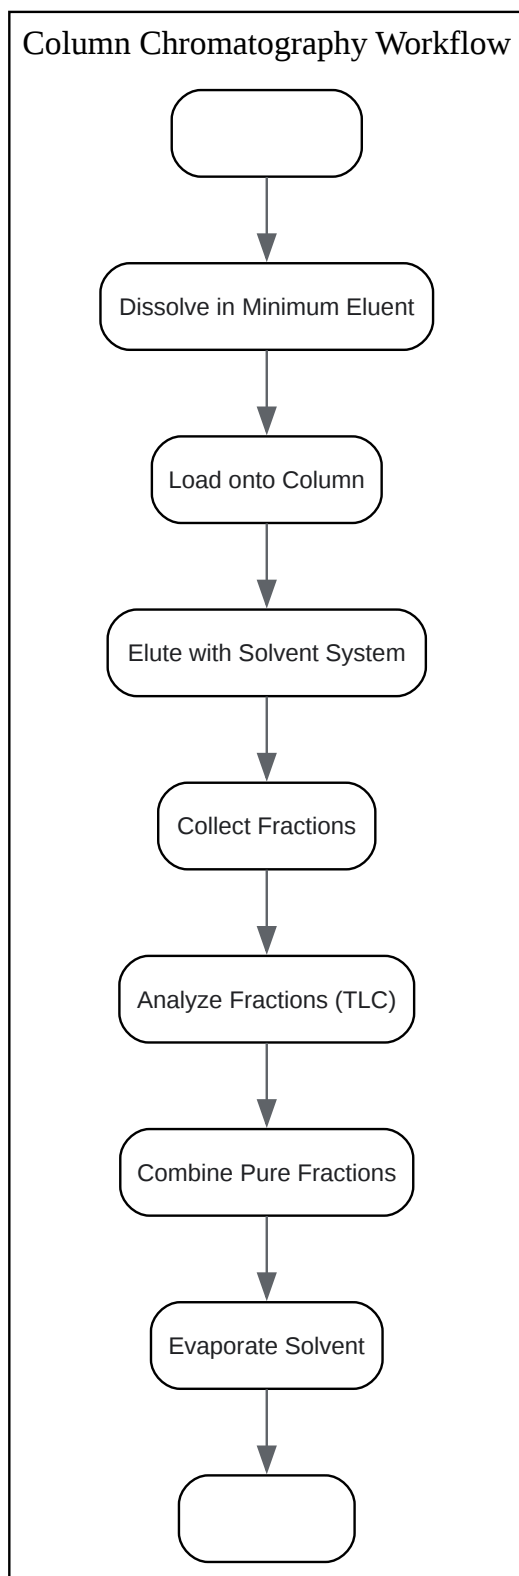 Column Chromatography Workflow
Dissolve in Minimum Eluent
Load onto Column
Elute with Solvent System
Collect Fractions
Analyze Fractions (TLC)
Combine Pure Fractions
Evaporate Solvent